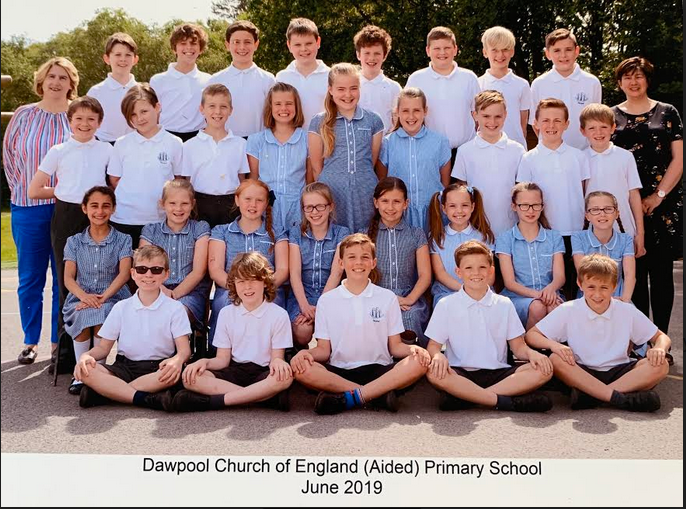 Dawpool Church of England (Aided) Primary School
June 2019